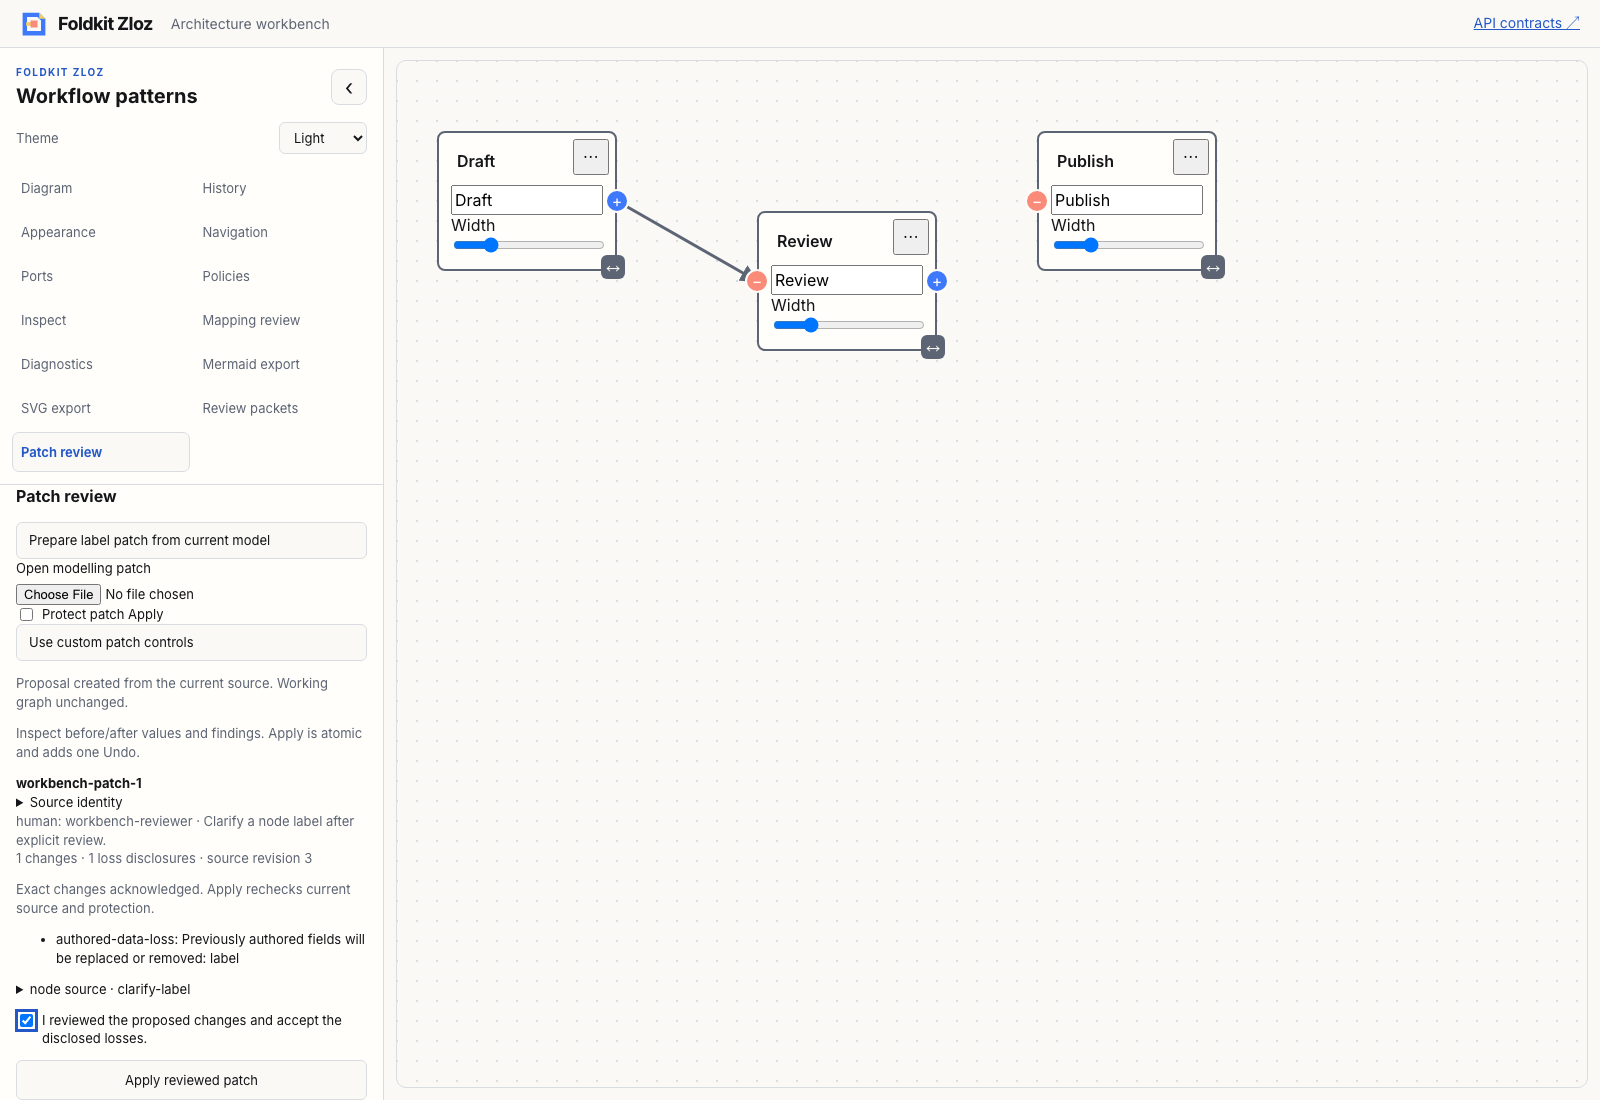 Foldkit Zloz
Architecture workbench
API contracts ↗
FOLDKIT ZLOZ
Workflow patterns
Theme
Light
Diagram
History
Appearance
Navigation
Ports
Policies
Inspect
Mapping review
Diagnostics
Mermaid export
SVG export
Review packets
Patch review
Patch review
Prepare label patch from current model
Open modelling patch
Choose File No file chosen
Protect patch Apply
Use custom patch controls
Proposal created from the current source. Working
graph unchanged.
Inspect before/after values and findings. Apply is atomic
and adds one Undo.
workbench-patch-1
Source identity
human: workbench-reviewer · Clarify a node label after
explicit review.
1 changes · 1 loss disclosures · source revision 3
Exact changes acknowledged. Apply rechecks current
source and protection.
• authored-data-loss: Previously authored fields will
be replaced or removed: label
node source · clarify-label
I reviewed the proposed changes and accept the
disclosed losses.
Apply reviewed patch
Draft
...
Draft
Width
Review
...
Review
Width
Publish
...
Publish
Width